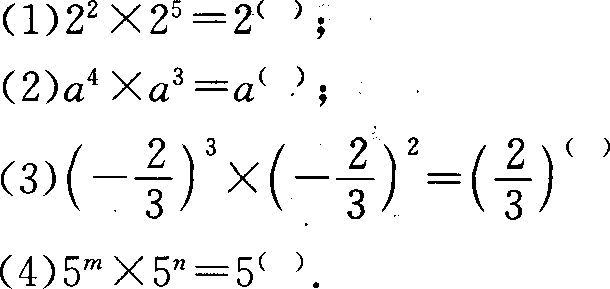 (1)2²×2⁵=2⁽ ⁾;
(2)a⁴×a³=a⁽ ⁾;
(3)(-2/3)³×(-2/3)²=(2/3)⁽ ⁾
(4)5ᵐ×5ⁿ=5⁽ ⁾.